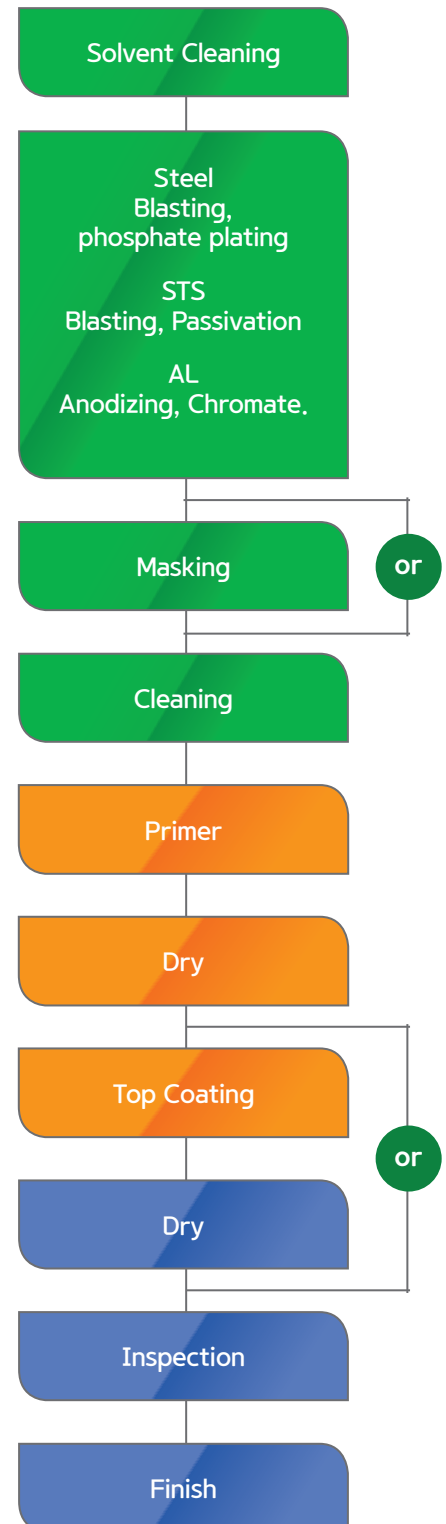 Solvent Cleaning
Steel
Blasting,
phosphate plating
STS
Blasting, Passivation
AL
Anodizing, Chromate.
Masking
or
Cleaning
Primer
Dry
Top Coating
or
Dry
Inspection
Finish